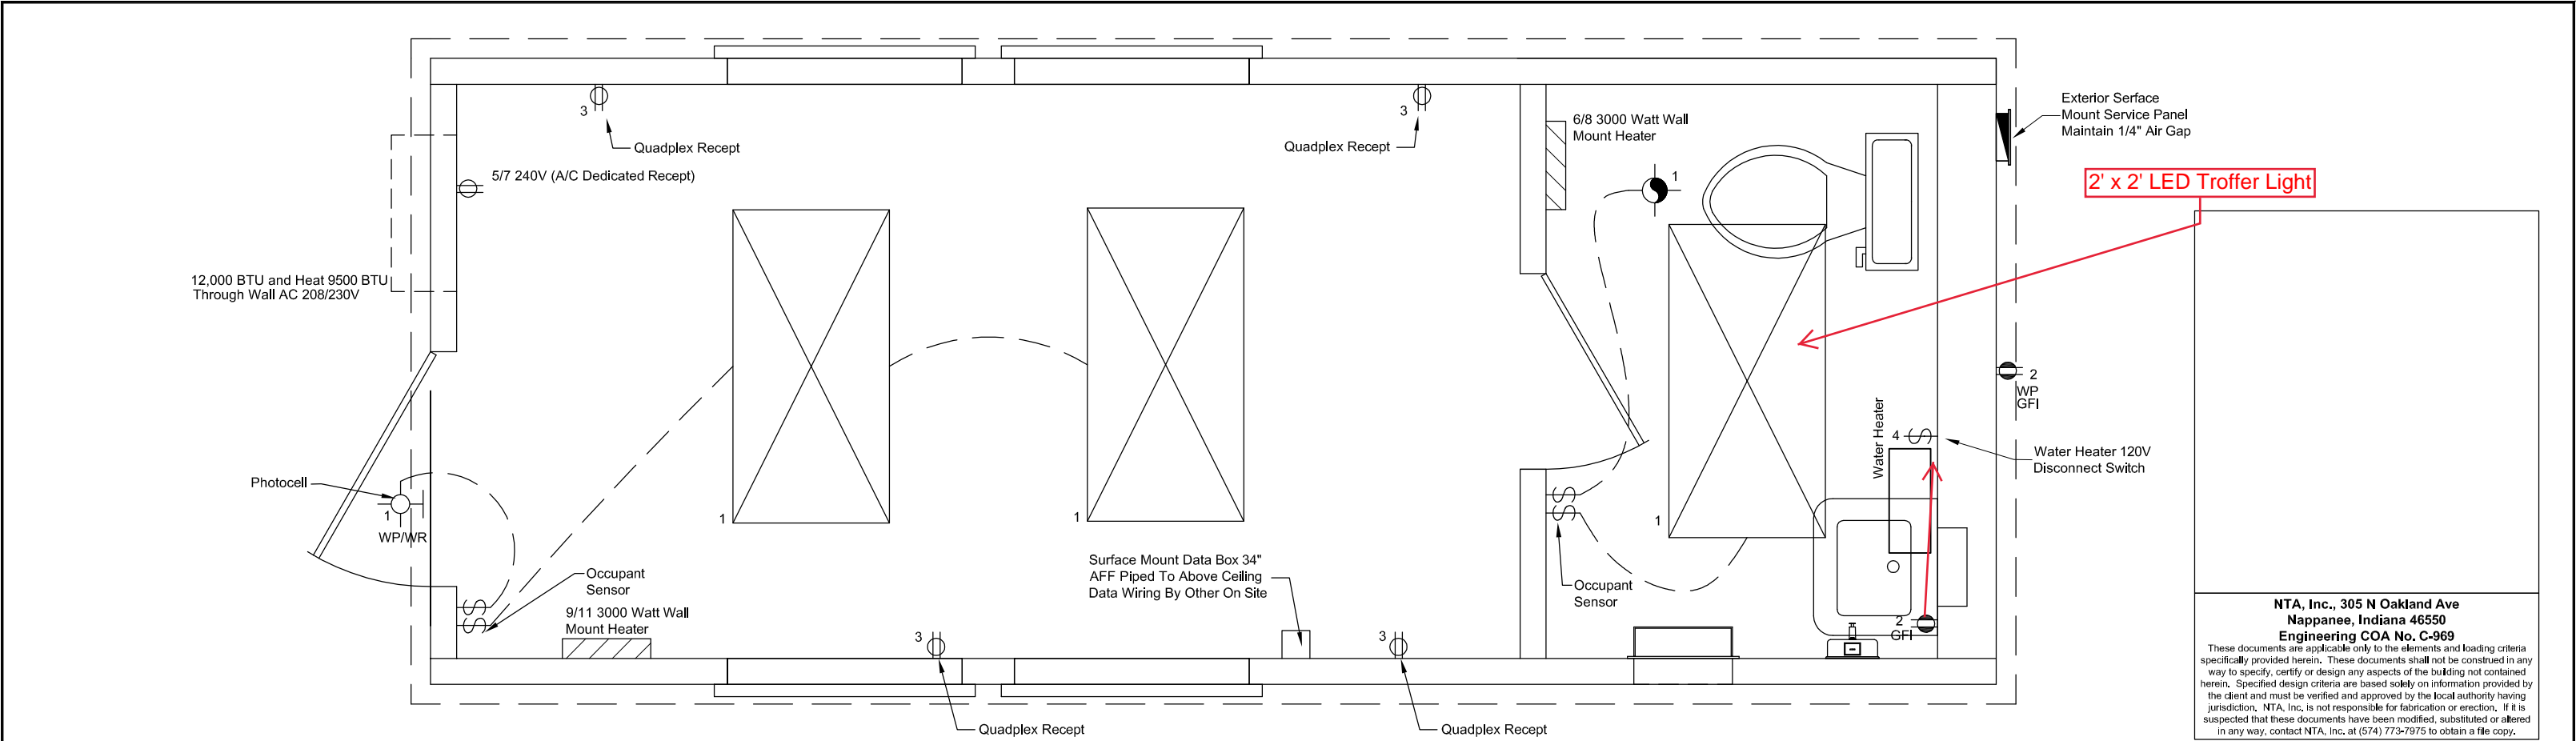 3
Quadplex Recept
5/7 240V (A/C Dedicated Recept)
12,000 BTU and Heat 9500 BTU
Through Wall AC 208/230V
3
Quadplex Recept
6/8 3000 Watt Wall
Mount Heater
1
Exterior Serface
Mount Service Panel
Maintain 1/4" Air Gap
2' x 2' LED Troffer Light
2
WP
GFI
Water Heater
4
Water Heater 120V
Disconnect Switch
Photocell
1
WP/WR
Occupant
Sensor
9/11 3000 Watt Wall
Mount Heater
1
1
1
Surface Mount Data Box 34"
AFF Piped To Above Ceiling
Data Wiring By Other On Site
Occupant
Sensor
2
GFI
3
Quadplex Recept
3
Quadplex Recept
NTA, Inc., 305 N Oakland Ave
Nappanee, Indiana 46550
Engineering COA No. C-969
These documents are applicable only to the elements and loading criteria
specifically provided herein. These documents shall not be construed in any
way to specify, certify or design any aspects of the building not contained
herein. Specified design criteria are based solely on information provided by
the client and must be verified and approved by the local authority having
jurisdiction. NTA, Inc. is not responsible for fabrication or erection. If it is
suspected that these documents have been modified, substituted or altered
in any way, contact NTA, Inc. at (574) 773-7975 to obtain a file copy.